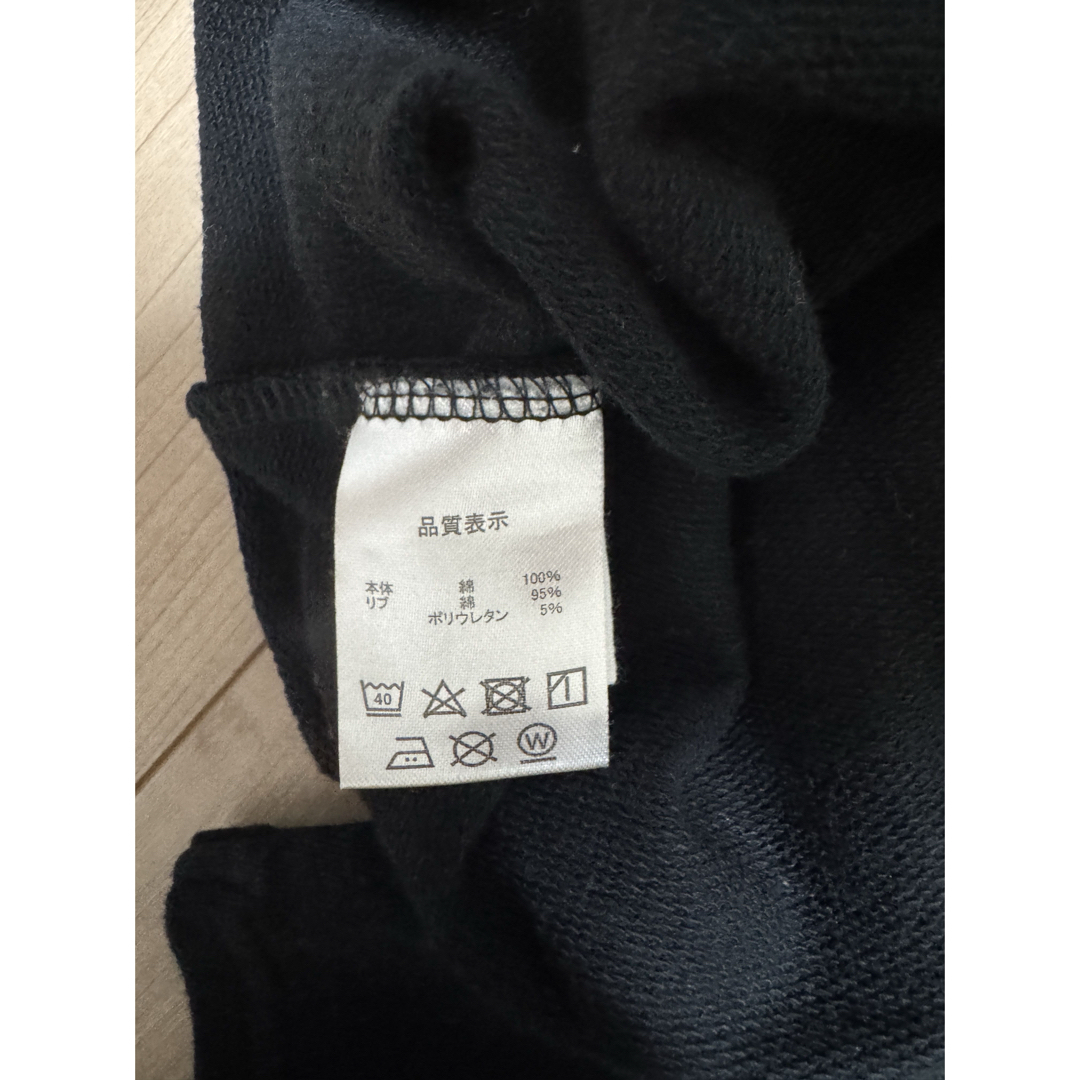 品質表示
本体 綿 100%
リブ 綿 95%
ポリウレタン 5%
40
W